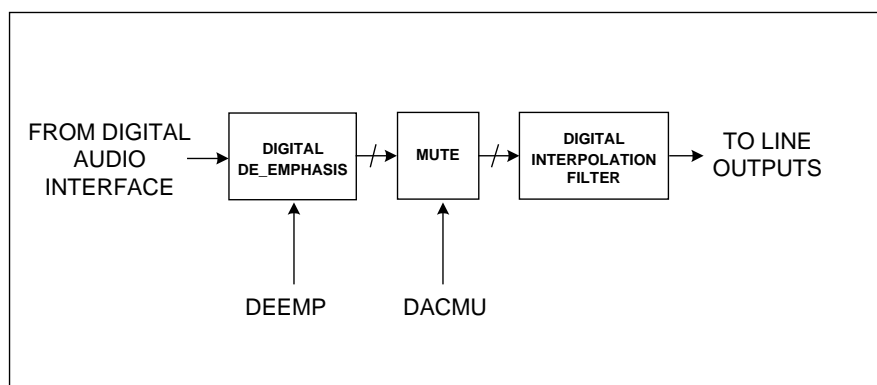 FROM DIGITAL
AUDIO
INTERFACE
DIGITAL
DE_EMPHASIS
MUTE
DIGITAL
INTERPOLATION
FILTER
TO LINE
OUTPUTS
DEEMP
DACMU